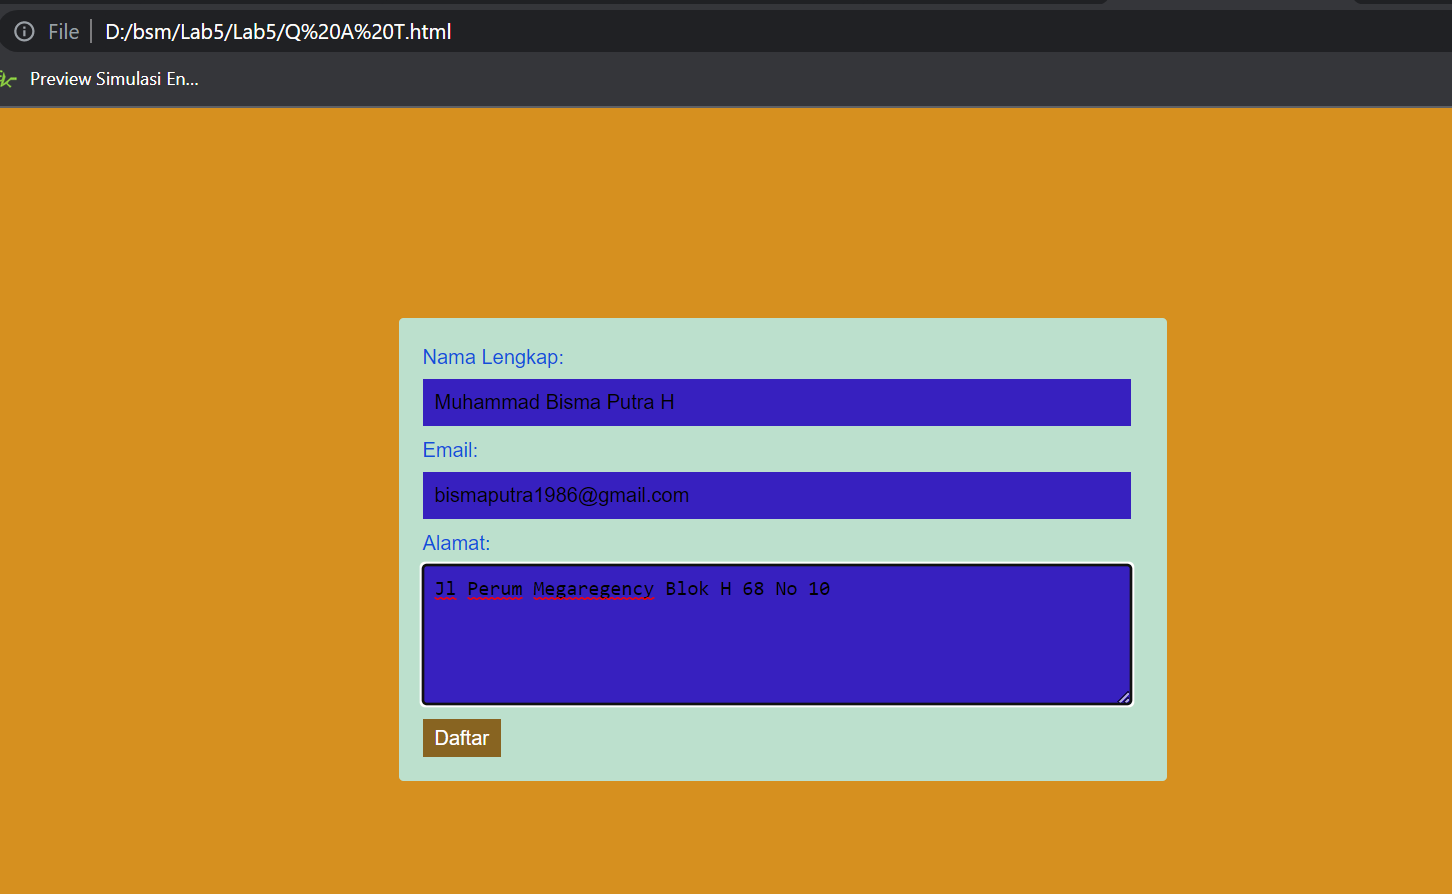 File D:/bsm/Lab5/Lab5/Q%20A%20T.html
Preview Simulasi En...
Nama Lengkap:
Muhammad Bisma Putra H
Email:
bismaputra1986@gmail.com
Alamat:
Jl Perum Megaregency Blok H 68 No 10
Daftar